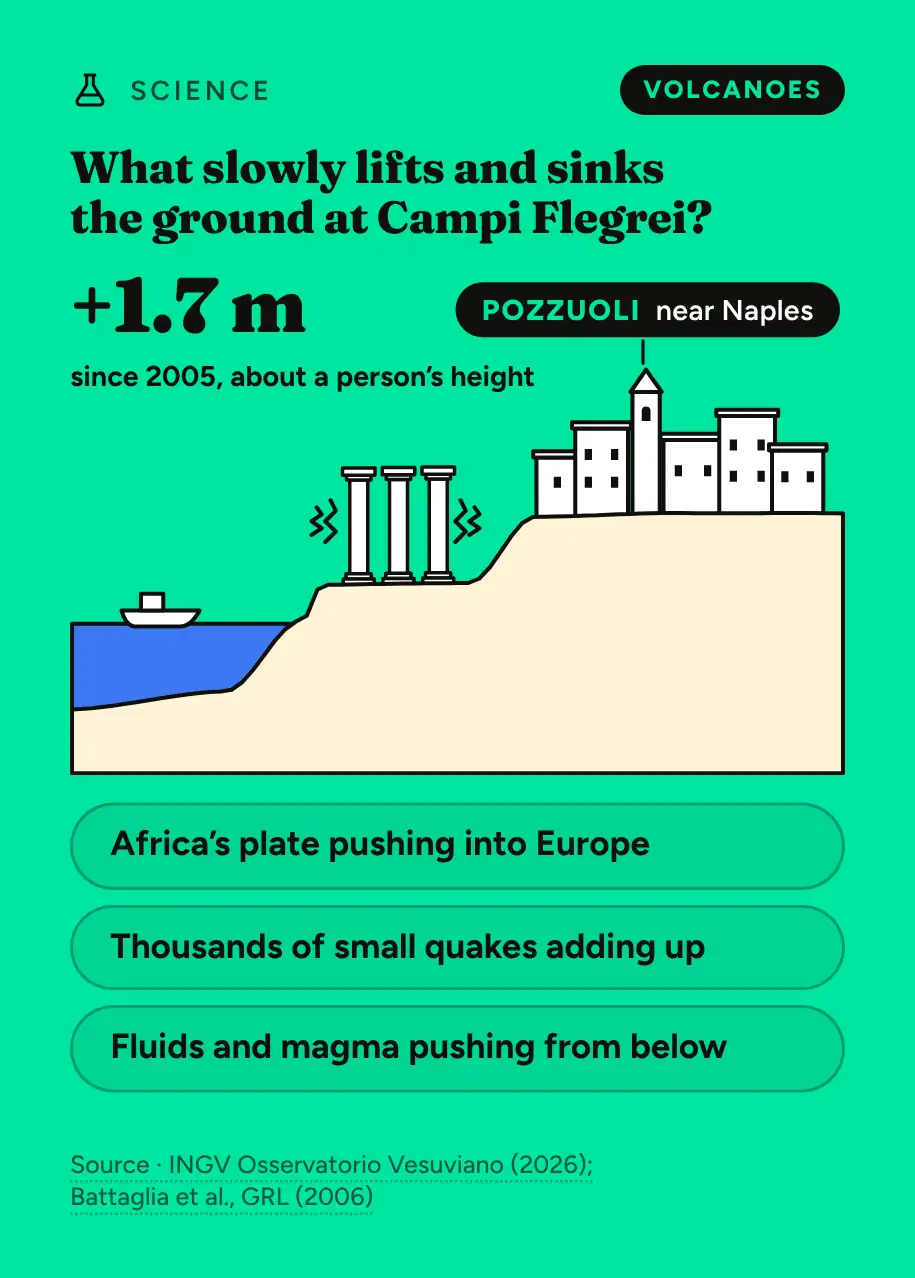 SCIENCE
VOLCANOES
What slowly lifts and sinks
the ground at Campi Flegrei?
+1.7 m
POZZUOLI near Naples
since 2005, about a person’s height
Africa’s plate pushing into Europe
Thousands of small quakes adding up
Fluids and magma pushing from below
Source · INGV Osservatorio Vesuviano (2026);
Battaglia et al., GRL (2006)